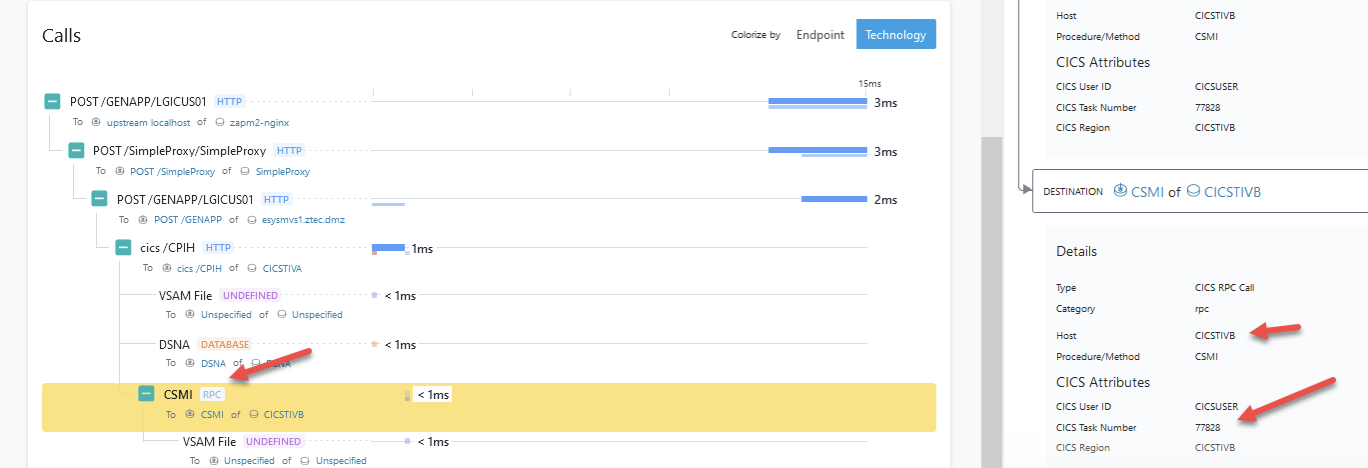 Calls
Colorize by Endpoint Technology
15ms
POST /GENAPP/LGICUS01 HTTP 3ms
To upstream localhost of zapm2-nginx
POST /SimpleProxy/SimpleProxy HTTP 3ms
To POST /SimpleProxy of SimpleProxy
POST /GENAPP/LGICUS01 HTTP 2ms
To POST /GENAPP of esysmvs1.ztec.dmz
cics /CPIH HTTP 1ms
To cics /CPIH of CICSTIVA
VSAM File UNDEFINED < 1ms
To Unspecified of Unspecified
DSNA DATABASE < 1ms
To DSNA of DSNA
CSMI RPC < 1ms
To CSMI of CICSTIVB
VSAM File UNDEFINED < 1ms
To Unspecified of Unspecified
Host CICSTIVB
Procedure/Method CSMI
CICS Attributes
CICS User ID CICSUSER
CICS Task Number 77828
CICS Region CICSTIVB
DESTINATION CSMI of CICSTIVB
Details
Type CICS RPC Call
Category rpc
Host CICSTIVB
Procedure/Method CSMI
CICS Attributes
CICS User ID CICSUSER
CICS Task Number 77828
CICS Region CICSTIVB